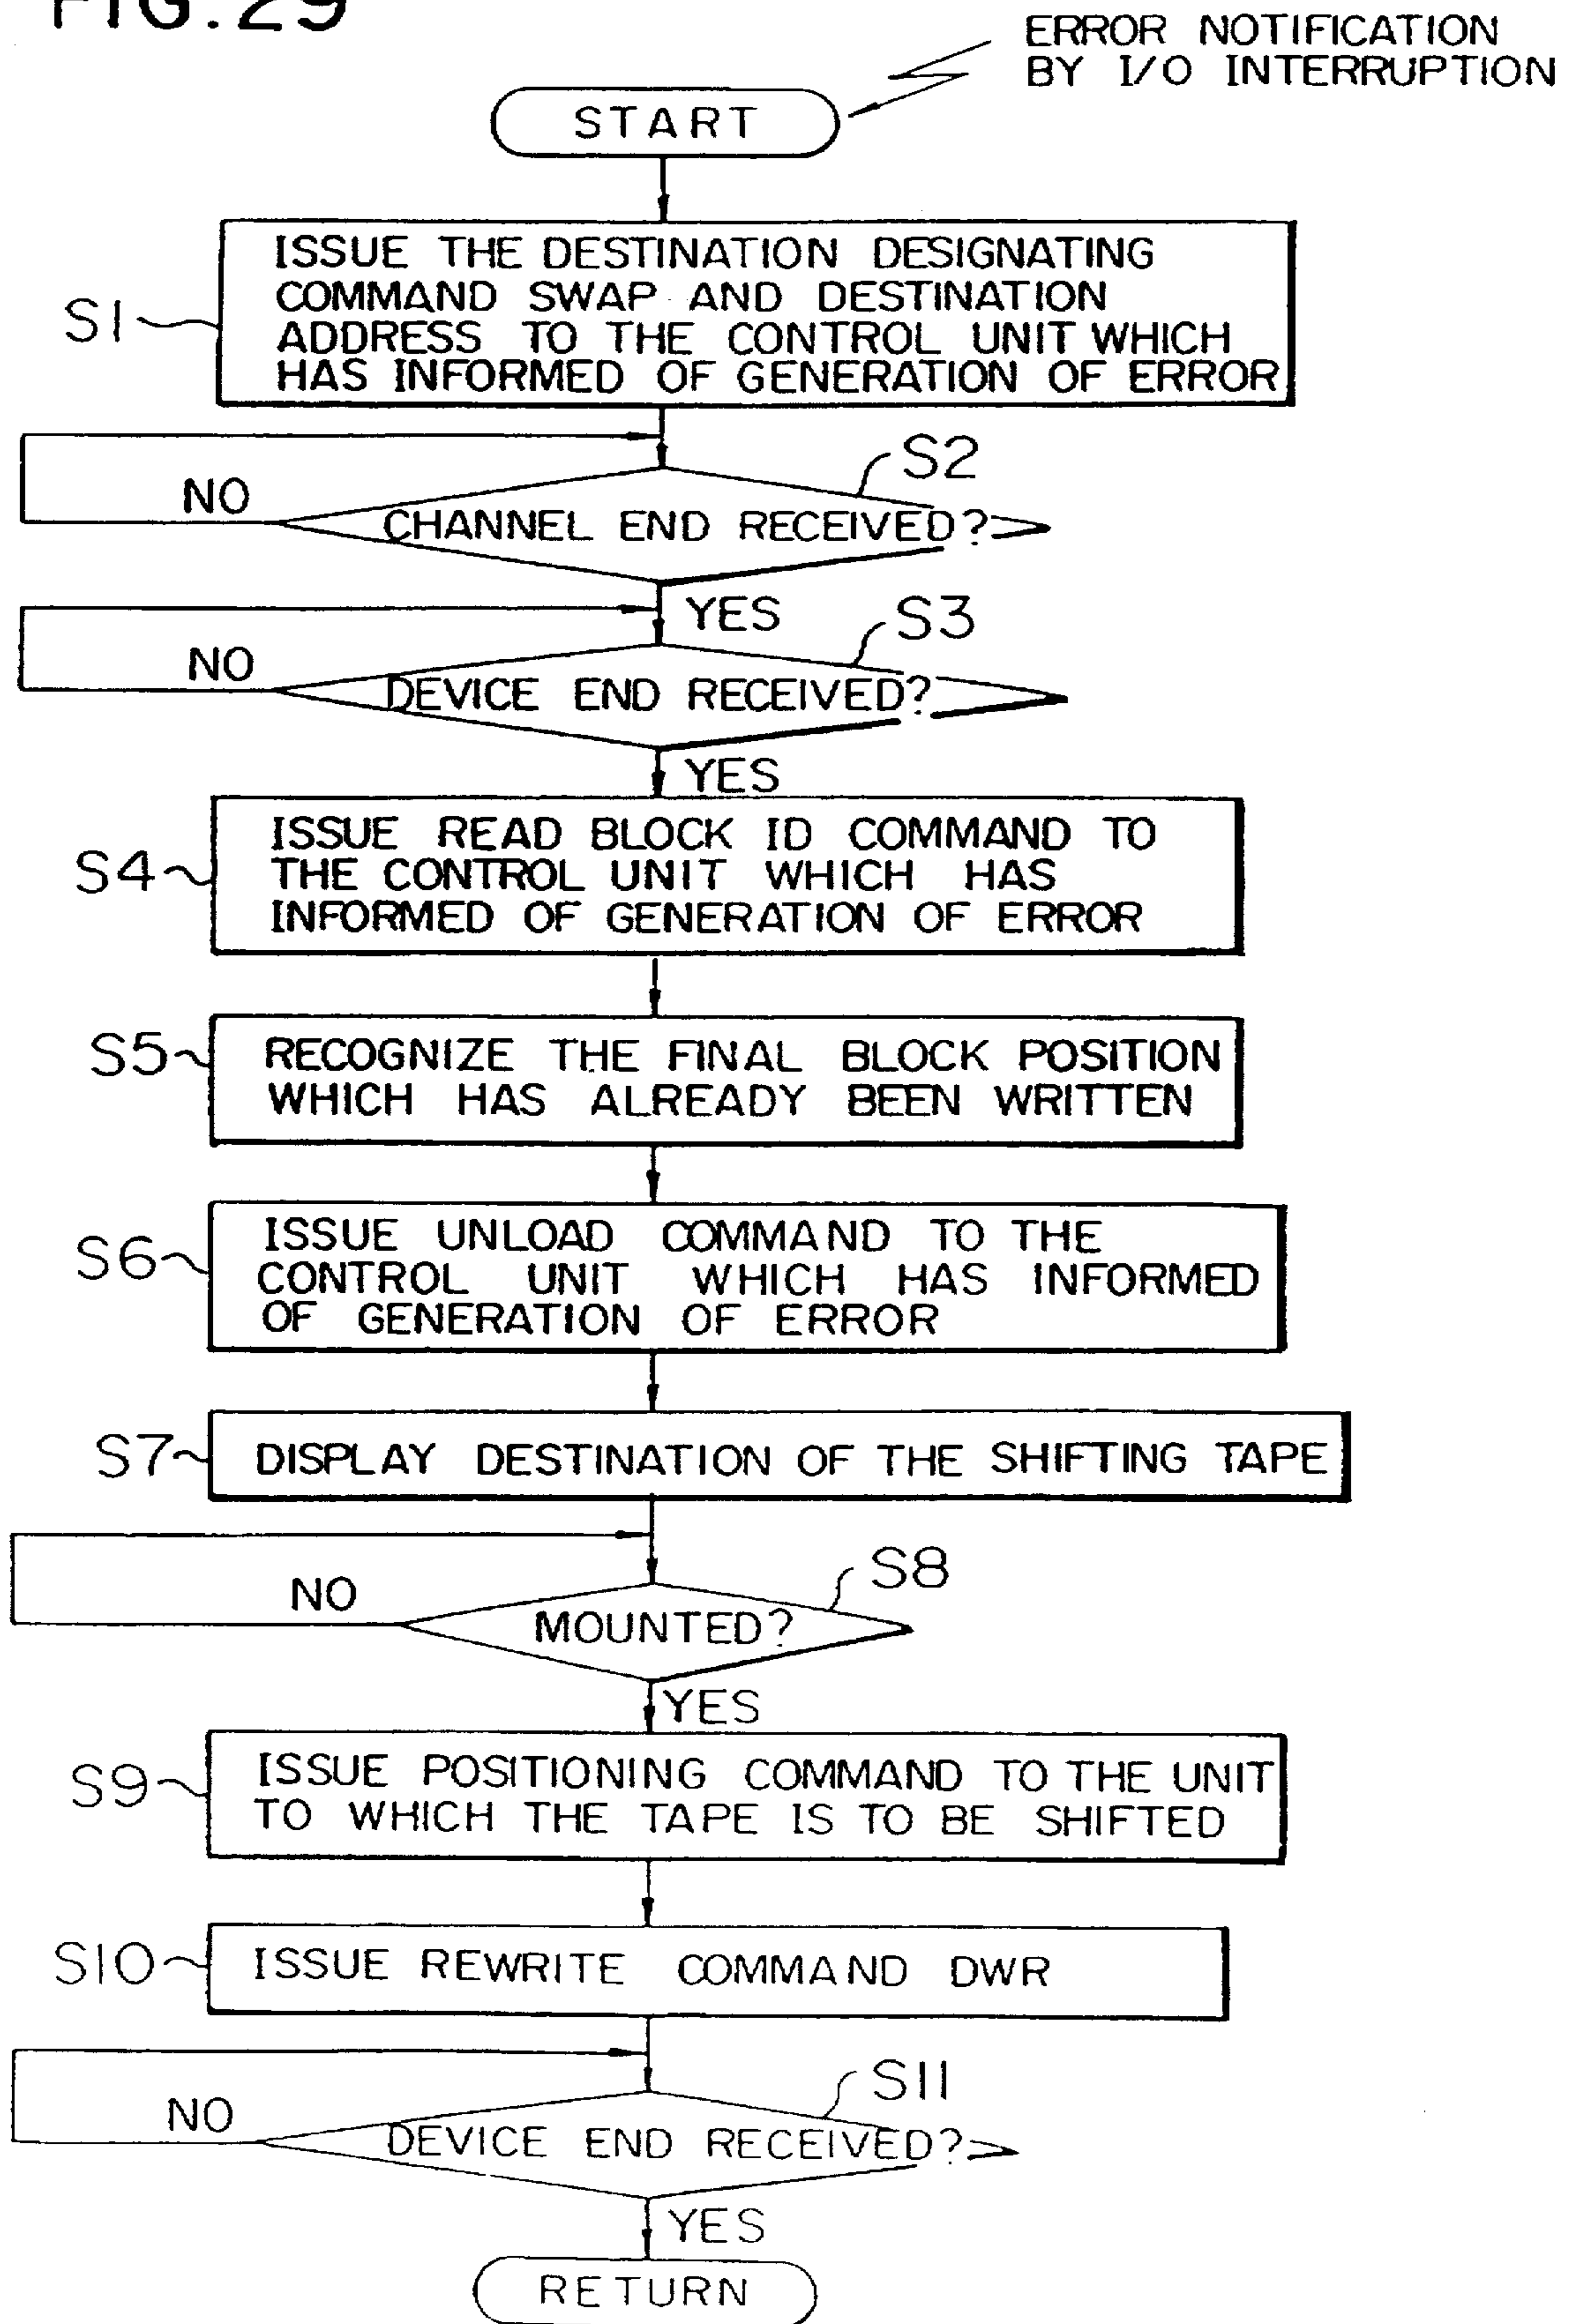 FIG. 29
ERROR NOTIFICATION
BY I/O INTERRUPTION
START
S1
ISSUE THE DESTINATION DESIGNATING
COMMAND SWAP AND DESTINATION
ADDRESS TO THE CONTROL UNIT WHICH
HAS INFORMED OF GENERATION OF ERROR
S2
NO
CHANNEL END RECEIVED?
YES
S3
NO
DEVICE END RECEIVED?
YES
S4
ISSUE READ BLOCK ID COMMAND TO
THE CONTROL UNIT WHICH HAS
INFORMED OF GENERATION OF ERROR
S5
RECOGNIZE THE FINAL BLOCK POSITION
WHICH HAS ALREADY BEEN WRITTEN
S6
ISSUE UNLOAD COMMAND TO THE
CONTROL UNIT WHICH HAS INFORMED
OF GENERATION OF ERROR
S7
DISPLAY DESTINATION OF THE SHIFTING TAPE
S8
NO
MOUNTED?
YES
S9
ISSUE POSITIONING COMMAND TO THE UNIT
TO WHICH THE TAPE IS TO BE SHIFTED
S10
ISSUE REWRITE COMMAND DWR
S11
NO
DEVICE END RECEIVED?
YES
RETURN